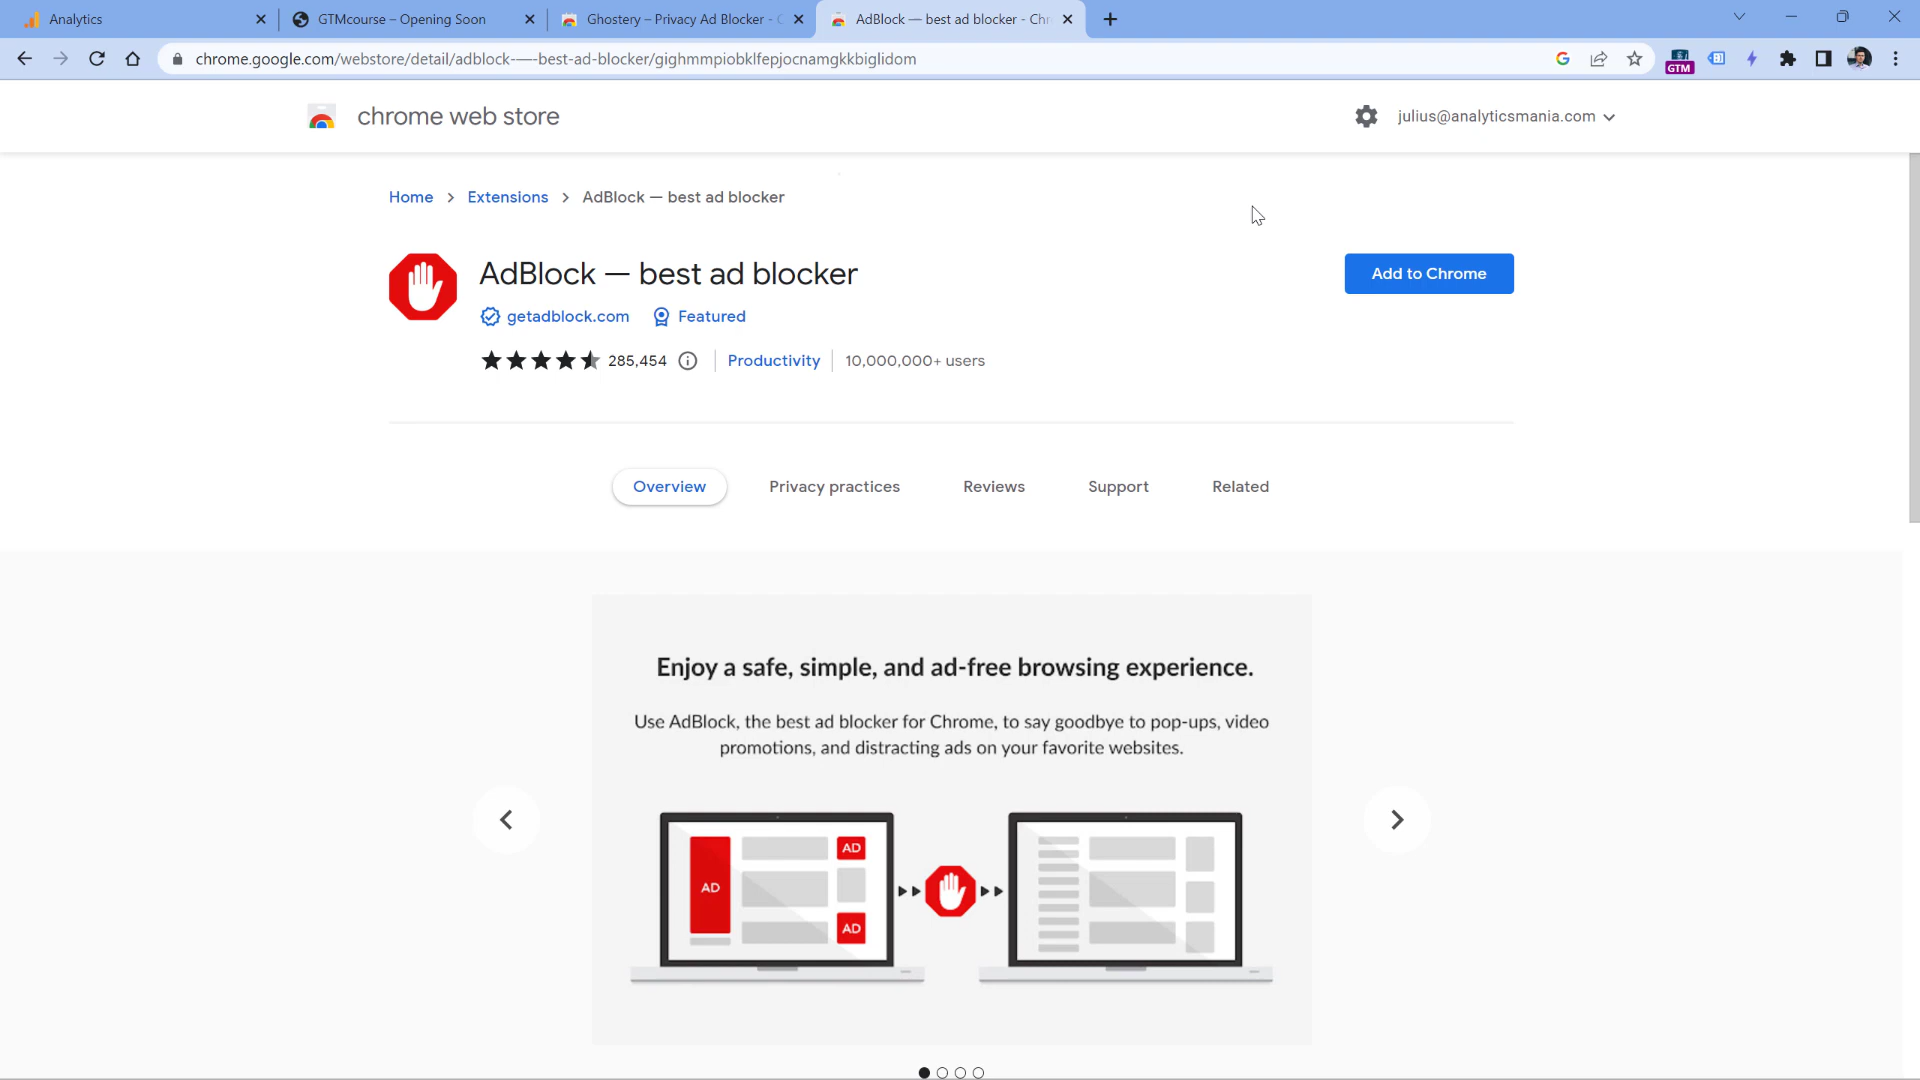 Analytics
GTMcourse – Opening Soon
Ghostery – Privacy Ad Blocker - C
AdBlock — best ad blocker - Chr
chrome.google.com/webstore/detail/adblock-—-best-ad-blocker/gighmmpiobklfepjocnamgkkbiglidom
GTM
chrome web store
julius@analyticsmania.com
Home > Extensions > AdBlock — best ad blocker
AdBlock — best ad blocker
Add to Chrome
getadblock.com
Featured
285,454
Productivity
10,000,000+ users
Overview
Privacy practices
Reviews
Support
Related
Enjoy a safe, simple, and ad-free browsing experience.
Use AdBlock, the best ad blocker for Chrome, to say goodbye to pop-ups, video
promotions, and distracting ads on your favorite websites.
AD
AD
AD